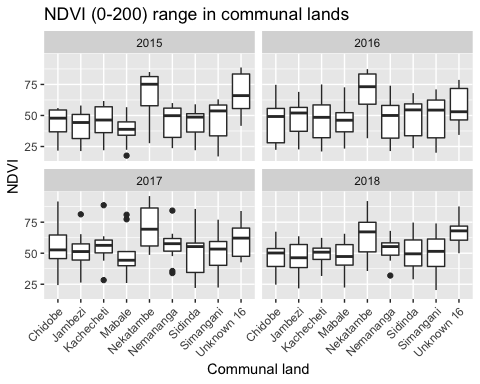 NDVI (0-200) range in communal lands
2015
2016
75
50
25
NDVI
2017
2018
75
50
25
Chidobe
Jambezi
Kachecheti
Mabale
Nekatambe
Nemananga
Sidinda
Simangani
Unknown 16
Chidobe
Jambezi
Kachecheti
Mabale
Nekatambe
Nemananga
Sidinda
Simangani
Unknown 16
Communal land